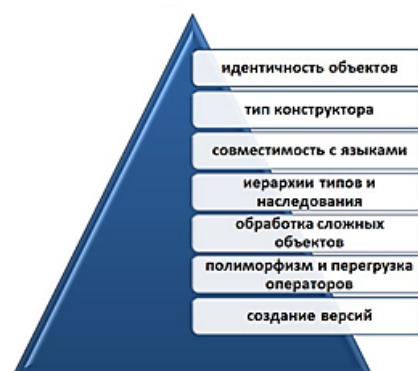 идентичность объектов
тип конструктора
совместимость с языками
иерархии типов и
наследования
обработка сложных
объектов
полиморфизм и перегрузка
операторов
создание версий